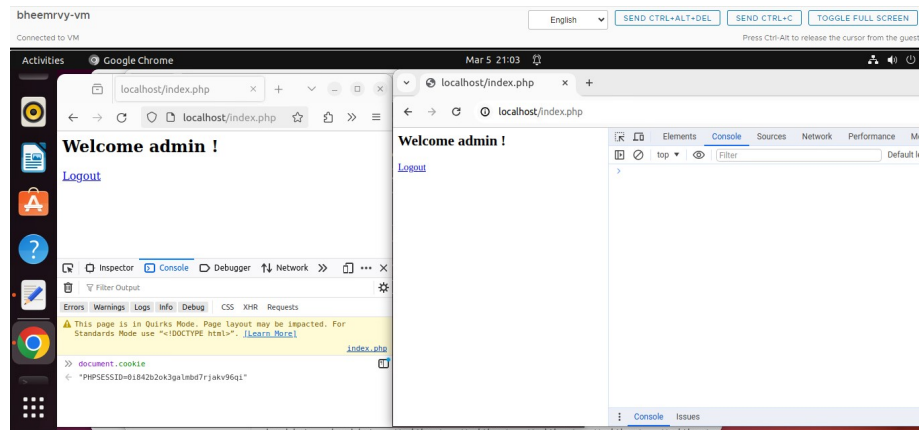 bheemrvy-vm
English
SEND CTRL+ALT+DEL
SEND CTRL+C
TOGGLE FULL SCREEN
Connected to VM
Press Ctrl-Alt to release the cursor from the guest
Activities
Google Chrome
Mar 5 21:03
localhost/index.php
localhost/index.php
Welcome admin !
Logout
Inspector Console Debugger Network
Filter Output
Errors Warnings Logs Info Debug CSS XHR Requests
This page is in Quirks Mode. Page layout may be impacted. For
Standards Mode use "<!DOCTYPE html>". [Learn More]
index.php
>> document.cookie
"PHPSESSID=0i842b2ok3galmbd7rjakv96qi"
localhost/index.php
localhost/index.php
Welcome admin !
Logout
Elements Console Sources Network Performance
top
Filter
Default
Console Issues